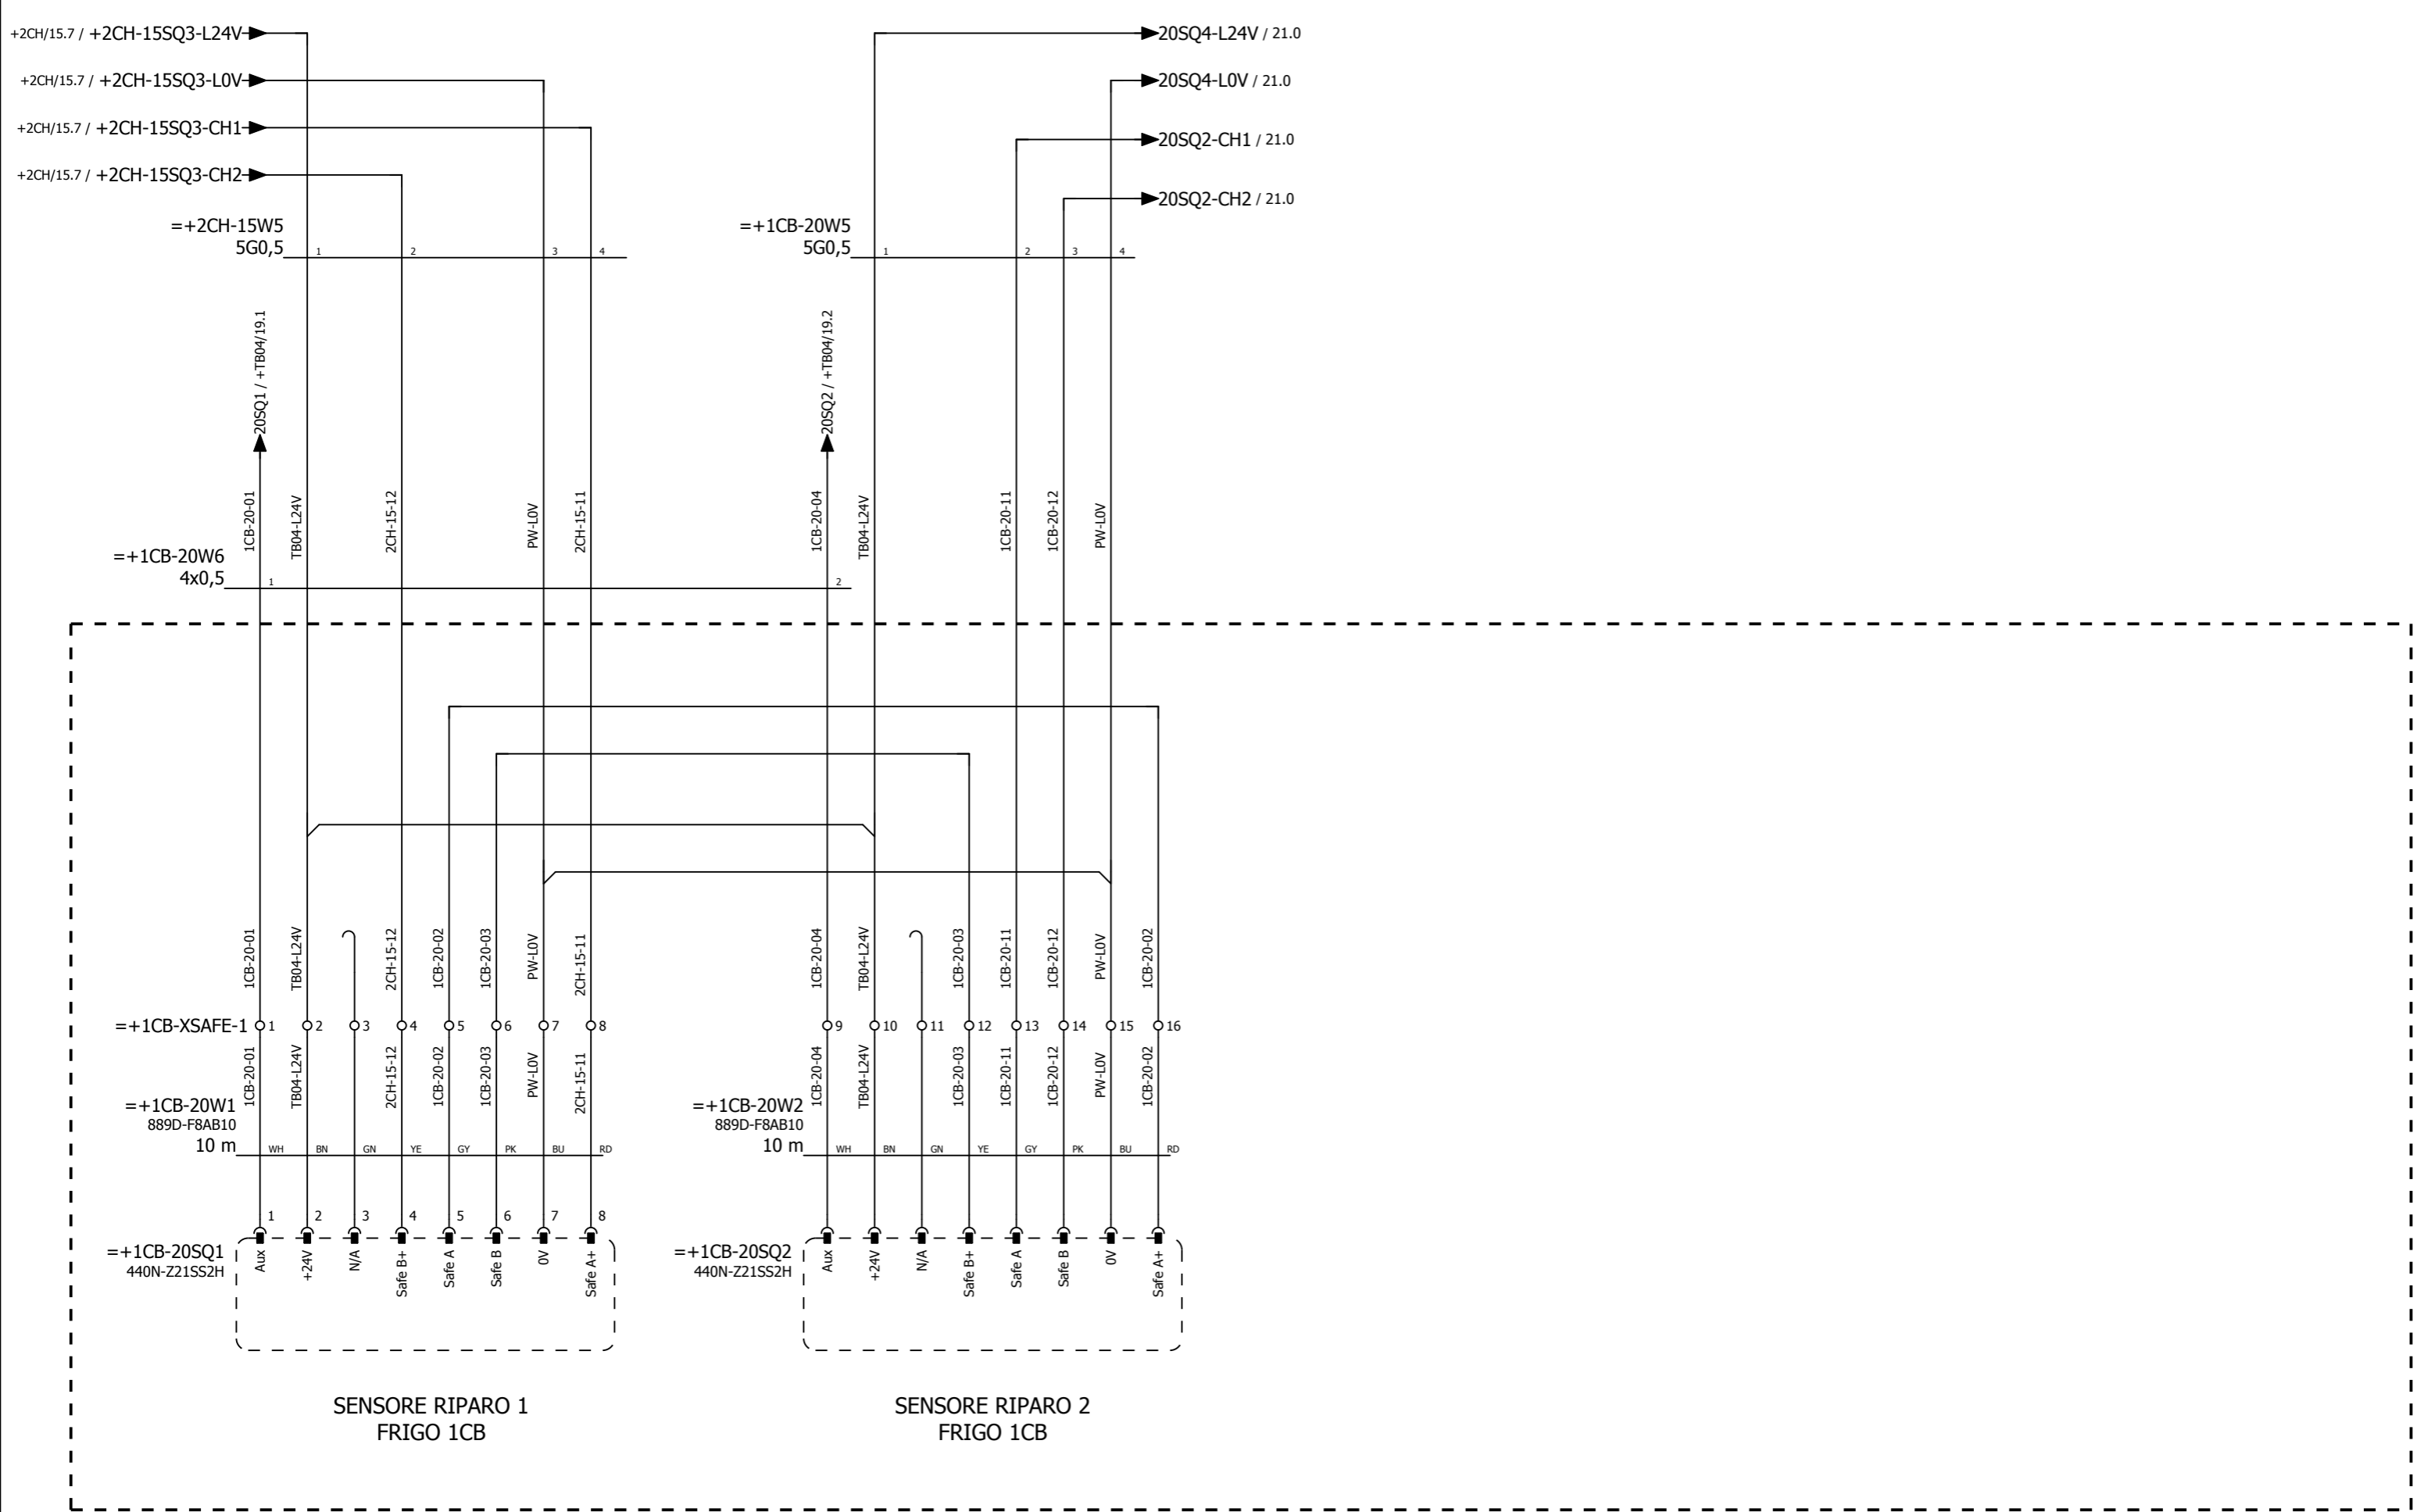 +2CH/15.7 / +2CH-15SQ3-L24V
20SQ4-L24V / 21.0
+2CH/15.7 / +2CH-15SQ3-L0V
20SQ4-L0V / 21.0
+2CH/15.7 / +2CH-15SQ3-CH1
20SQ2-CH1 / 21.0
+2CH/15.7 / +2CH-15SQ3-CH2
20SQ2-CH2 / 21.0
=+2CH-15W5
5G0,5
1 2 3 4
=+1CB-20W5
5G0,5
1 2 3 4
20SQ1 / +TB04/19.1
20SQ2 / +TB04/19.2
1CB-20-01
TB04-L24V
2CH-15-12
PW-L0V
2CH-15-11
1CB-20-04
TB04-L24V
1CB-20-11
1CB-20-12
PW-L0V
=+1CB-20W6
4x0,5
1 2
1CB-20-01
TB04-L24V
2CH-15-12
1CB-20-02
1CB-20-03
PW-L0V
2CH-15-11
1CB-20-04
TB04-L24V
1CB-20-03
1CB-20-11
1CB-20-12
PW-L0V
1CB-20-02
=+1CB-XSAFE-1 1 2 3 4 5 6 7 8 9 10 11 12 13 14 15 16
1CB-20-01
TB04-L24V
2CH-15-12
1CB-20-02
1CB-20-03
PW-L0V
2CH-15-11
1CB-20-04
TB04-L24V
1CB-20-03
1CB-20-11
1CB-20-12
PW-L0V
1CB-20-02
=+1CB-20W1
889D-F8AB10
10 m
WH BN GN YE GY PK BU RD
=+1CB-20W2
889D-F8AB10
10 m
WH BN GN YE GY PK BU RD
1 2 3 4 5 6 7 8
=+1CB-20SQ1
440N-Z21SS2H
Aux
+24V
N/A
Safe B+
Safe A
Safe B
0V
Safe A+
=+1CB-20SQ2
440N-Z21SS2H
Aux
+24V
N/A
Safe B+
Safe A
Safe B
0V
Safe A+
SENSORE RIPARO 1
FRIGO 1CB
SENSORE RIPARO 2
FRIGO 1CB